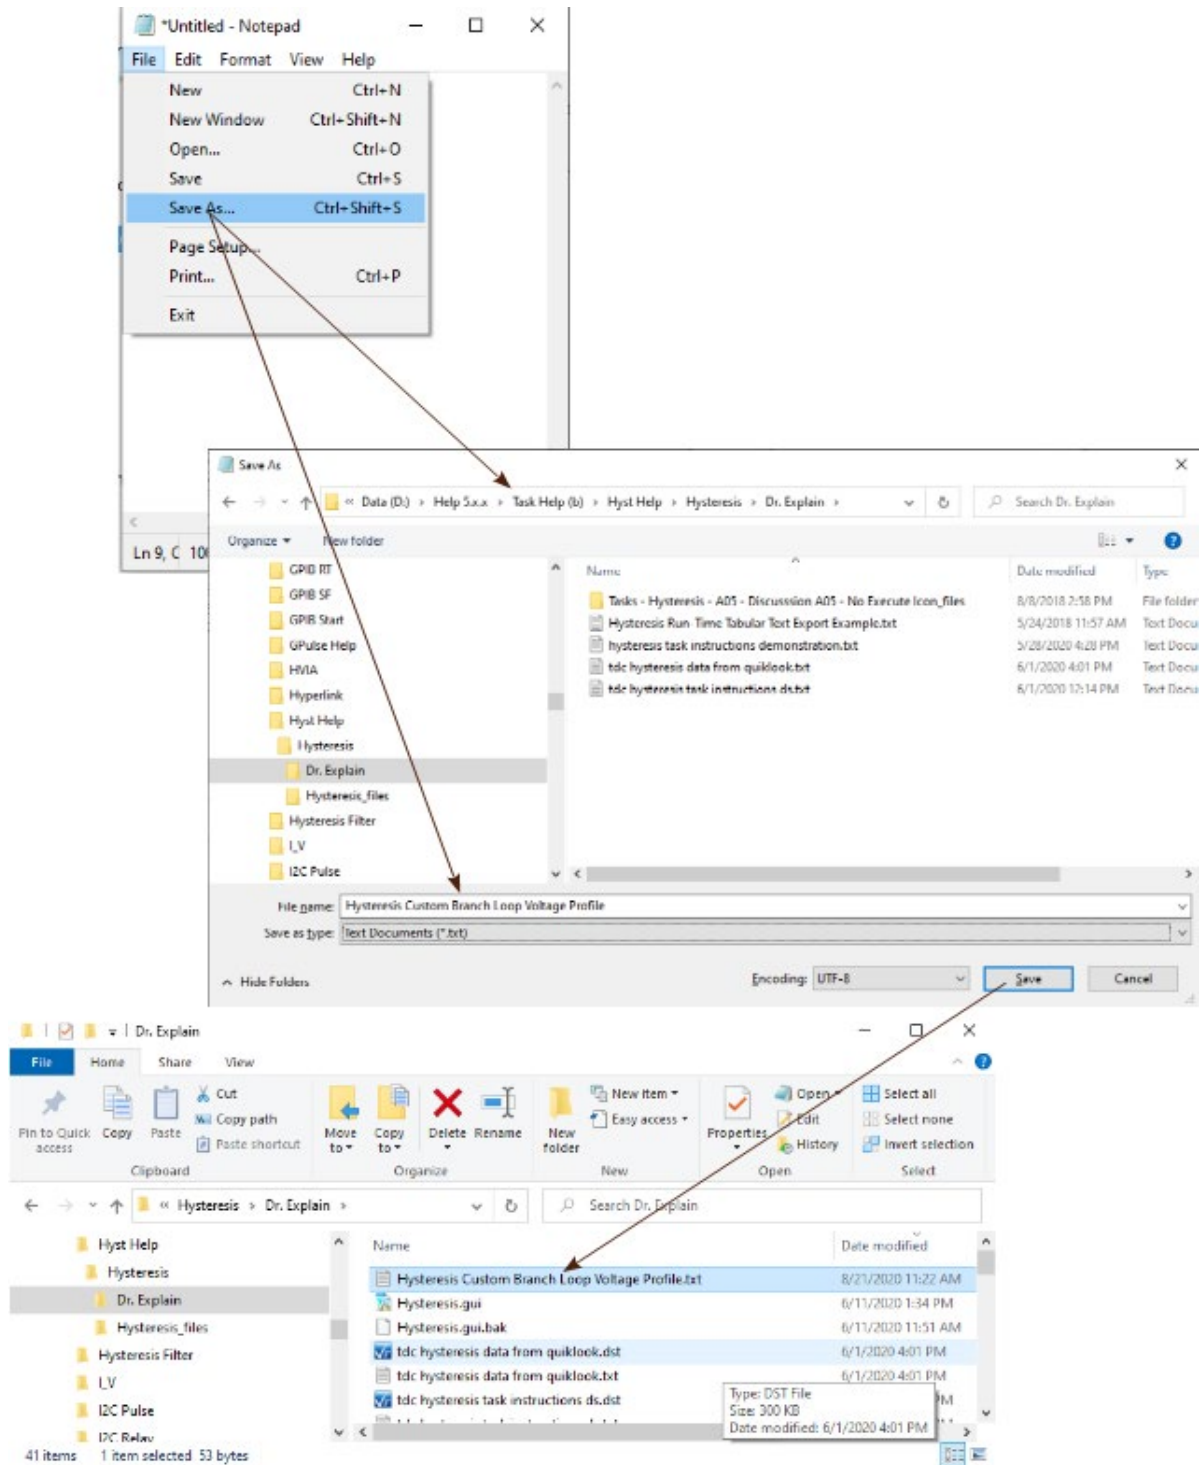 *Untitled - Notepad
File Edit Format View Help
New Ctrl+N
New Window Ctrl+Shift+N
Open... Ctrl+O
Save Ctrl+S
Save As... Ctrl+Shift+S
Page Setup...
Print... Ctrl+P
Exit
Ln 9, C 100
Save As
« Data (D:) › Help 5.x.x › Task Help (b) › Hyst Help › Hysteresis › Dr. Explain ›
Search Dr. Explain
Organize New folder
Name Date modified Type
GPIB RT
GPIB SF
GPIB Start
GPulse Help
HVIA
Hyperlink
Hyst Help
Hysteresis
Dr. Explain
Hysteresis_files
Hysteresis Filter
I_V
I2C Pulse
Tasks - Hysteresis - A05 - Discusssion A05 - No Execute Icon_files 8/8/2018 2:58 PM File folder
Hysteresis Run-Time Tabular Text Export Example.txt 5/24/2018 11:57 AM Text Docu
hysteresis task instructions demonstration.txt 5/28/2020 4:28 PM Text Docu
tdc hysteresis data from quiklook.txt 6/1/2020 4:01 PM Text Docu
tdc hysteresis task instructions ds.txt 6/1/2020 12:14 PM Text Docu
File name: Hysteresis Custom Branch Loop Voltage Profile
Save as type: Text Documents (*.txt)
Hide Folders
Encoding: UTF-8 Save Cancel
Dr. Explain
File Home Share View
Pin to Quick access
Copy
Paste
Cut
Copy path
Paste shortcut
Move to
Copy to
Delete
Rename
New folder
New item
Easy access
Properties
Open
Edit
History
Select all
Select none
Invert selection
Clipboard Organize New Open Select
« Hysteresis › Dr. Explain ›
Search Dr. Explain
Name Date modified
Hyst Help
Hysteresis
Dr. Explain
Hysteresis_files
Hysteresis Filter
I_V
I2C Pulse
I2C Relay
Hysteresis Custom Branch Loop Voltage Profile.txt 8/21/2020 11:22 AM
Hysteresis.gui 6/11/2020 1:34 PM
Hysteresis.gui.bak 6/11/2020 11:51 AM
tdc hysteresis data from quiklook.dst 6/1/2020 4:01 PM
tdc hysteresis data from quiklook.txt 6/1/2020 4:01 PM
tdc hysteresis task instructions ds.dst
Type: DST File
Size: 300 KB
Date modified: 6/1/2020 4:01 PM
41 items 1 item selected 53 bytes